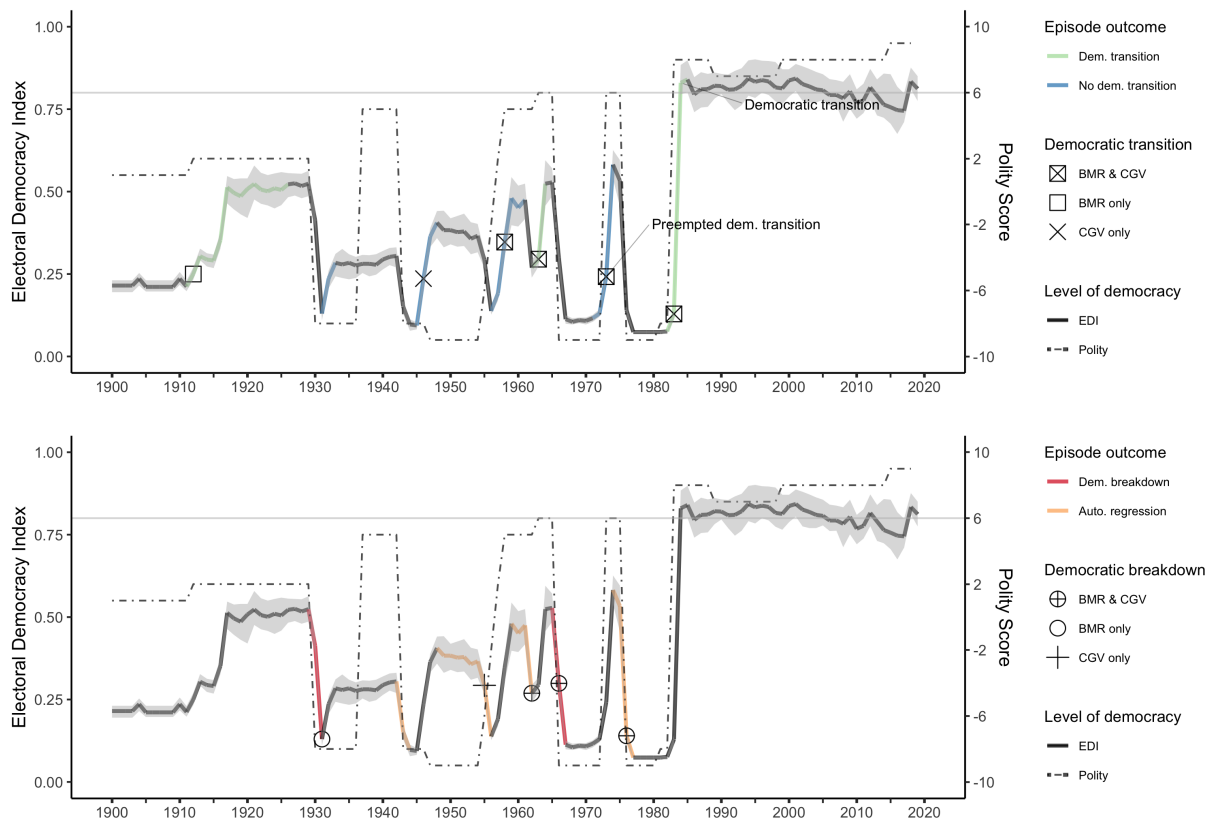 1.00
0.75
0.50
0.25
0.00
Electoral Democracy Index
10
6
2
-2
-6
-10
Polity Score
Democratic transition
Preempted dem. transition
1900 1910 1920 1930 1940 1950 1960 1970 1980 1990 2000 2010 2020
Episode outcome
Dem. transition
No dem. transition
Democratic transition
BMR & CGV
BMR only
CGV only
Level of democracy
EDI
Polity
1.00
0.75
0.50
0.25
0.00
Electoral Democracy Index
10
6
2
-2
-6
-10
Polity Score
1900 1910 1920 1930 1940 1950 1960 1970 1980 1990 2000 2010 2020
Episode outcome
Dem. breakdown
Auto. regression
Democratic breakdown
BMR & CGV
BMR only
CGV only
Level of democracy
EDI
Polity